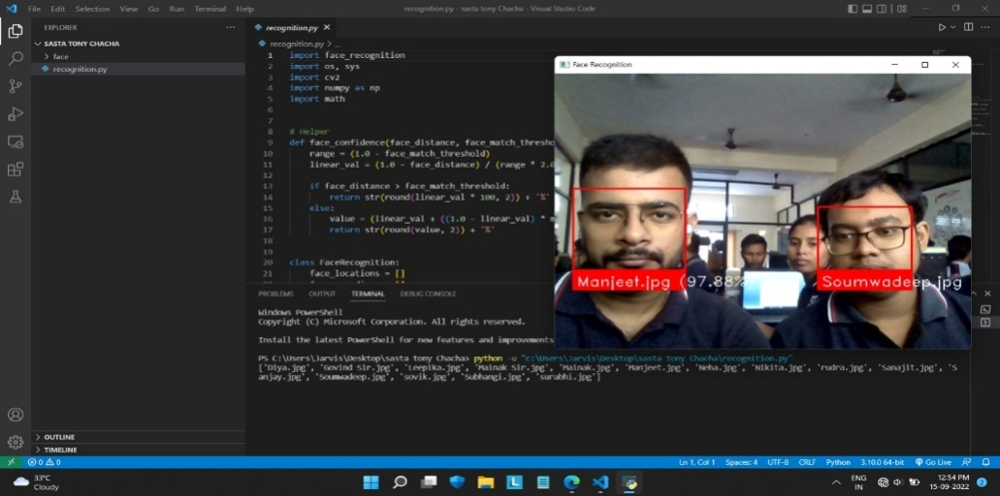 File Edit Selection View Go Run Terminal Help
recognition.py - sasta tony Chacha - Visual Studio Code
EXPLORER
SASTA TONY CHACHA
face
recognition.py
recognition.py
recognition.py > ...
1 import face_recognition
2 import os, sys
3 import cv2
4 import numpy as np
5 import math
6
7
8 # Helper
9 def face_confidence(face_distance, face_match_thresho
10 range = (1.0 - face_match_threshold)
11 linear_val = (1.0 - face_distance) / (range * 2.0
12
13 if face_distance > face_match_threshold:
14 return str(round(linear_val * 100, 2)) + '%'
15 else:
16 value = (linear_val + ((1.0 - linear_val) * m
17 return str(round(value, 2)) + '%'
18
19
20 class FaceRecognition:
21 face_locations = []
Face Recognition
Manjeet.jpg (97.88%
Soumwadeep.jpg
PROBLEMS OUTPUT TERMINAL DEBUG CONSOLE
Windows PowerShell
Copyright (C) Microsoft Corporation. All rights reserved.
Install the latest PowerShell for new features and improvements
PS C:\Users\Jarvis\Desktop\sasta tony Chacha> python -u "c:\Users\Jarvis\Desktop\sasta tony Chacha\recognition.py"
['Diya.jpg', 'Govind Sir.jpg', 'Leepika.jpg', 'Mainak Sir.jpg', 'Mainak.jpg', 'Manjeet.jpg', 'Neha.jpg', 'Nikita.jpg', 'rudra.jpg', 'Sanajit.jpg', 'S
anjay.jpg', 'Soumwadeep.jpg', 'sovik.jpg', 'Subhangi.jpg', 'surabhi.jpg']
OUTLINE
TIMELINE
0 0
Ln 1, Col 1 Spaces: 4 UTF-8 CRLF Python 3.10.0 64-bit Go Live
33°C
Cloudy
ENG
IN
12:54 PM
15-09-2022
2